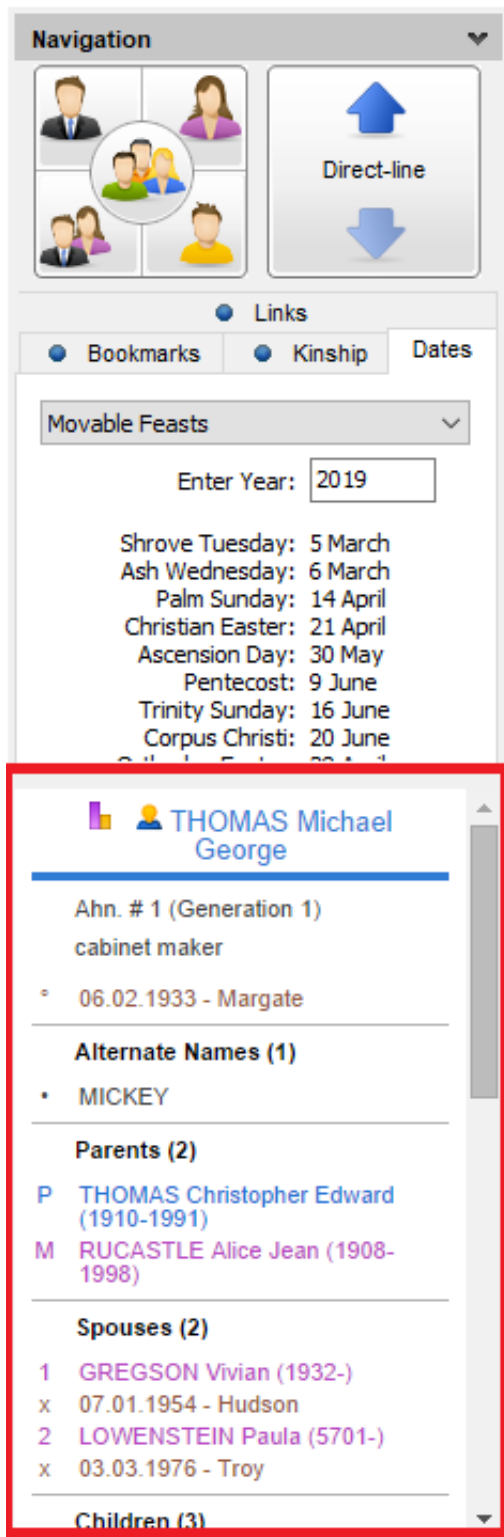 Navigation
Direct-line
Links
Bookmarks
Kinship
Dates
Movable Feasts
Enter Year: 2019
Shrove Tuesday: 5 March
Ash Wednesday: 6 March
Palm Sunday: 14 April
Christian Easter: 21 April
Ascension Day: 30 May
Pentecost: 9 June
Trinity Sunday: 16 June
Corpus Christi: 20 June
THOMAS Michael
George
Ahn. # 1 (Generation 1)
cabinet maker
° 06.02.1933 - Margate
Alternate Names (1)
• MICKEY
Parents (2)
P THOMAS Christopher Edward
(1910-1991)
M RUCASTLE Alice Jean (1908-
1998)
Spouses (2)
1 GREGSON Vivian (1932-)
x 07.01.1954 - Hudson
2 LOWENSTEIN Paula (5701-)
x 03.03.1976 - Troy
Children (3)